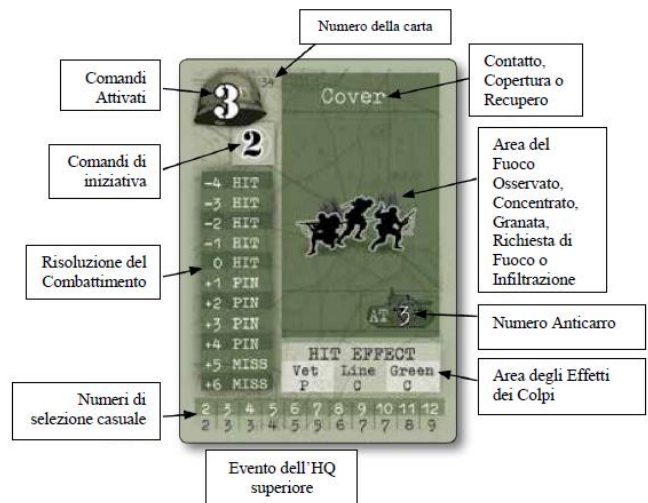 Numero della carta
Comandi
Attivati
Contatto,
Copertura o
Recupero
34
3
Cover
Comandi di
iniziativa
2
Area del
Fuoco
Osservato,
Concentrato,
Granata,
Richiesta di
Fuoco o
Infiltrazione
-4 HIT
-3 HIT
-2 HIT
-1 HIT
0 HIT
+1 PIN
+2 PIN
+3 PIN
+4 PIN
+5 MISS
+6 MISS
Risoluzione del
Combattimento
AT 3
Numero Anticarro
HIT EFFECT
Vet Line Green
P C C
Area degli Effetti
dei Colpi
Numeri di
selezione casuale
2 3 4 5 6 7 8 9 10 11 12
2 3 3 4 5 5 6 7 7 8 9
Evento dell'HQ
superiore